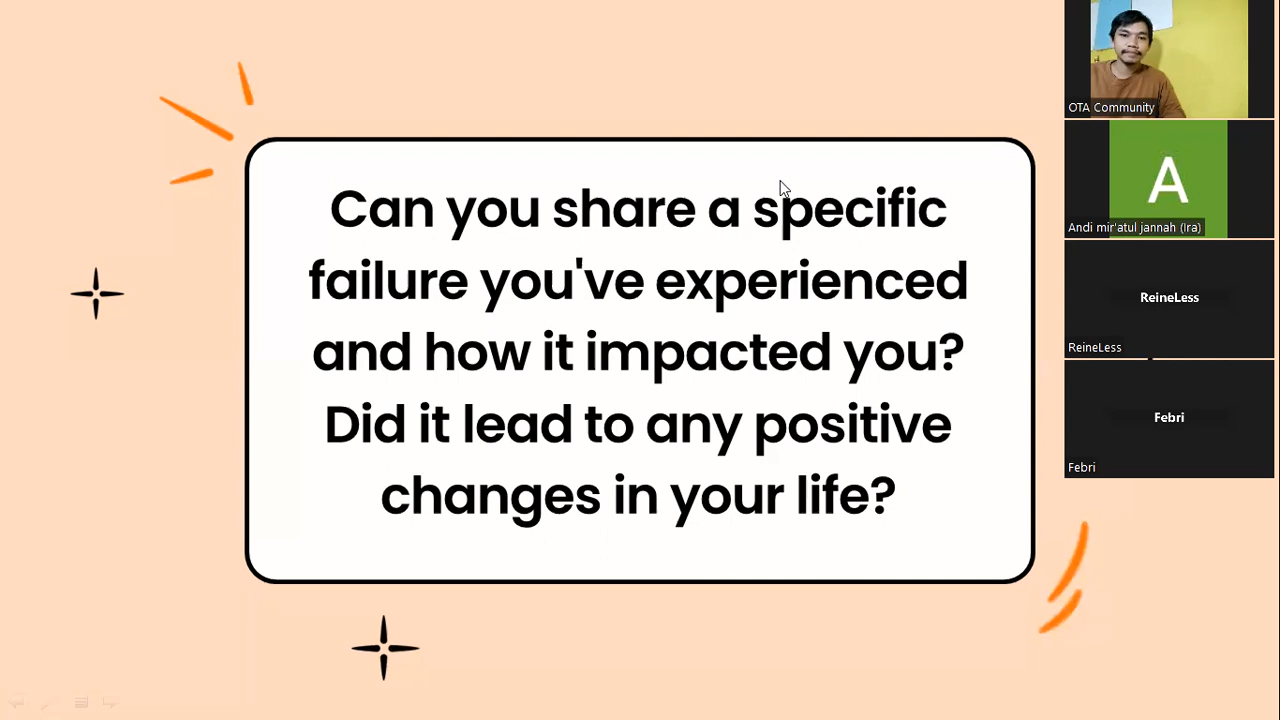 Can you share a specific
failure you've experienced
and how it impacted you?
Did it lead to any positive
changes in your life?
OTA Community
A
Andi mir'atul jannah (Ira)
ReineLess
ReineLess
Febri
Febri